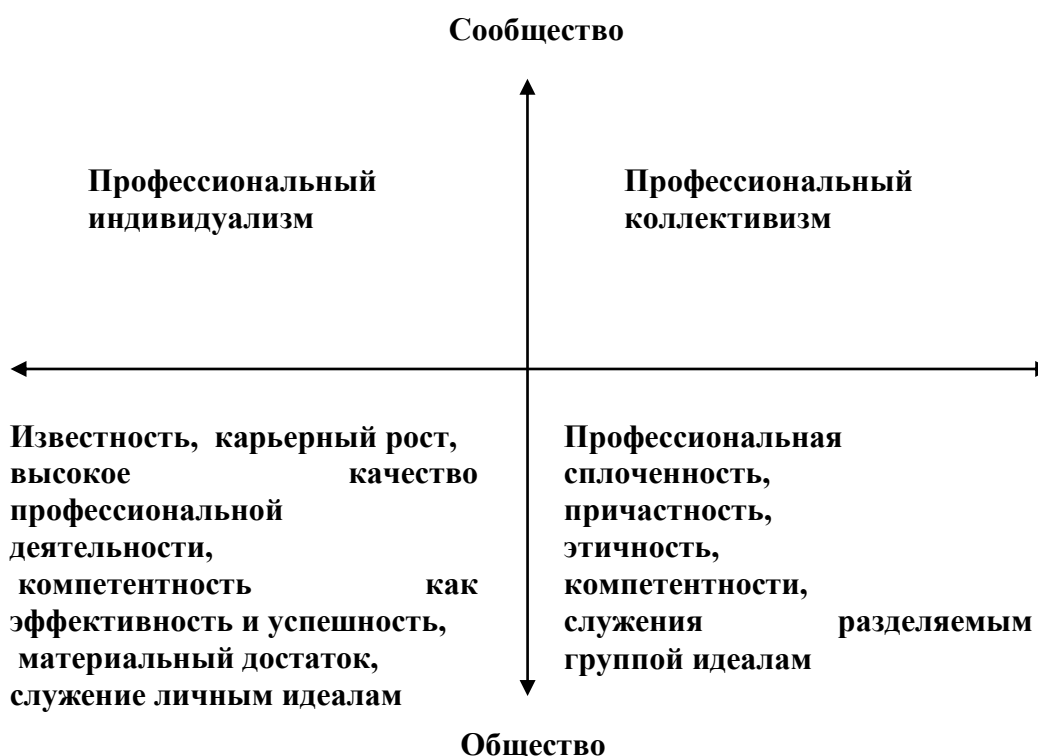 Сообщество
Профессиональный
индивидуализм
Профессиональный
коллективизм
Известность, карьерный рост,
высокое качество
профессиональной
деятельности,
компетентность как
эффективность и успешность,
материальный достаток,
служение личным идеалам
Профессиональная
сплоченность,
причастность,
этичность,
компетентности,
служения разделяемым
группой идеалам
Общество